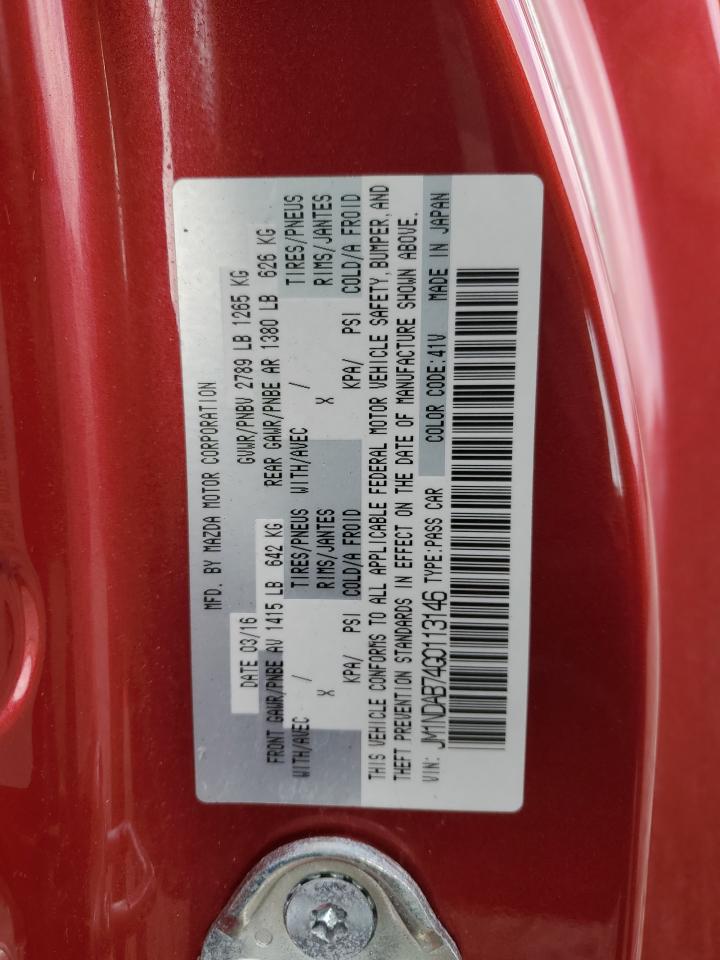 MFD. BY MAZDA MOTOR CORPORATION
DATE 03/16 GVWR/PNBV 2789 LB 1265 KG
FRONT GAWR/PNBE AV 1415 LB 642 KG REAR GAWR/PNBE AR 1380 LB 626 KG
WITH/AVEC / TIRES/PNEUS WITH/AVEC / TIRES/PNEUS
X RIMS/JANTES X RIMS/JANTES
KPA/ PSI COLD/A FROID KPA/ PSI COLD/A FROID
THIS VEHICLE CONFORMS TO ALL APPLICABLE FEDERAL MOTOR VEHICLE SAFETY, BUMPER, AND
THEFT PREVENTION STANDARDS IN EFFECT ON THE DATE OF MANUFACTURE SHOWN ABOVE.
VIN: JM1NDAB74G0113146 TYPE:PASS CAR COLOR CODE:41V MADE IN JAPAN